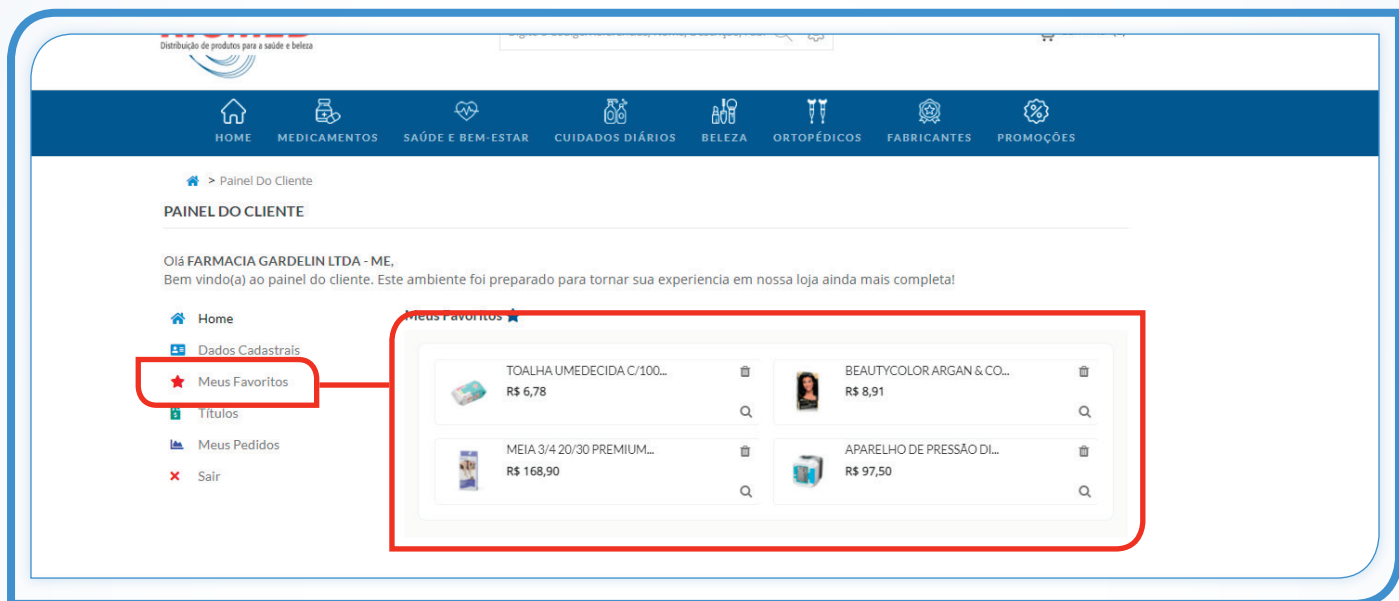 Distribuição de produtos para a saúde e beleza
HOME MEDICAMENTOS SAÚDE E BEM-ESTAR CUIDADOS DIÁRIOS BELEZA ORTOPÉDICOS FABRICANTES PROMOÇÕES
> Painel Do Cliente
PAINEL DO CLIENTE
Olá FARMACIA GARDELIN LTDA - ME,
Bem vindo(a) ao painel do cliente. Este ambiente foi preparado para tornar sua experiencia em nossa loja ainda mais completa!
Home
Dados Cadastrais
Meus Favoritos
Títulos
Meus Pedidos
Sair
Meus Favoritos
TOALHA UMEDECIDA C/100...
R$ 6,78
BEAUTYCOLOR ARGAN & CO...
R$ 8,91
MEIA 3/4 20/30 PREMIUM...
R$ 168,90
APARELHO DE PRESSÃO DI...
R$ 97,50